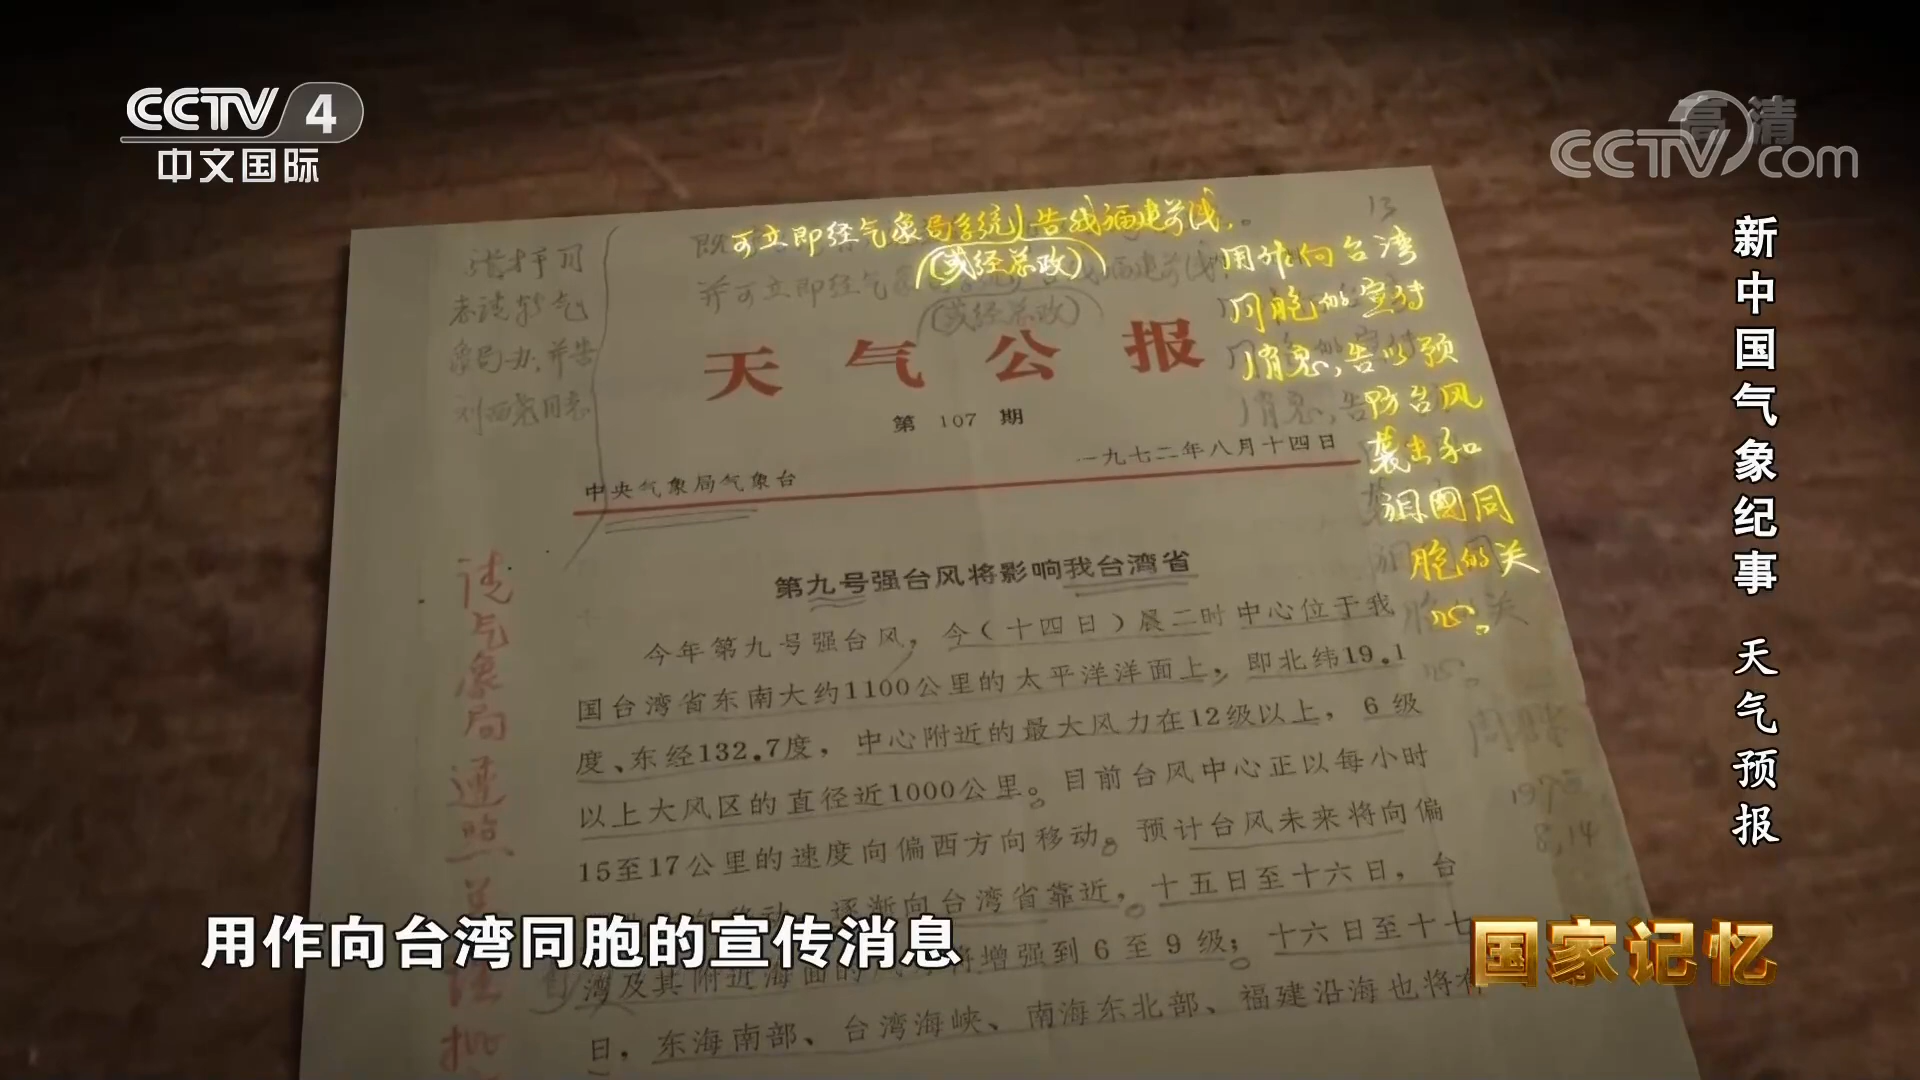 CCTV 4
中文国际
高清
CCTV com
新中国气象纪事 天气预报
13
可立即经气象局系统告战福建前线,
(或经总政)
用作向台湾
同胞的宣传
消息,告以预
防台风
袭击和
祖国同
胞的关
心。
天气公报
第 107 期
一九七二年八月十四日
中央气象局气象台
请气象局遵照总
第九号强台风将影响我台湾省
今年第九号强台风,今(十四日)晨二时中心位于我
国台湾省东南大约1100公里的太平洋洋面上,即北纬19.1
度、东经132.7度,中心附近的最大风力在12级以上,6级
以上大风区的直径近1000公里。目前台风中心正以每小时
15至17公里的速度向偏西方向移动。预计台风未来将向偏
逐渐向台湾省靠近。十五日至十六日,台
湾及其附近海面的 将增强到6至9级;十六日至十七
日,东海南部、台湾海峡、南海东北部、福建沿海也将有
1972
8.14
用作向台湾同胞的宣传消息
国家记忆